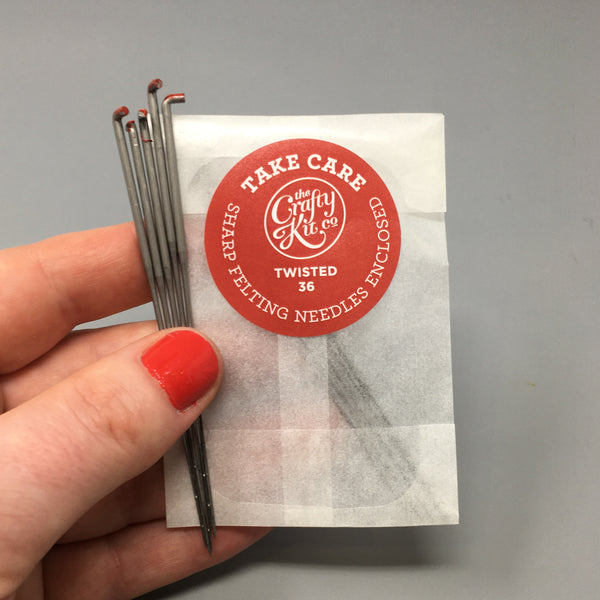 TAKE CARE
the
Crafty
Kit co
TWISTED
36
SHARP FELTING NEEDLES ENCLOSED